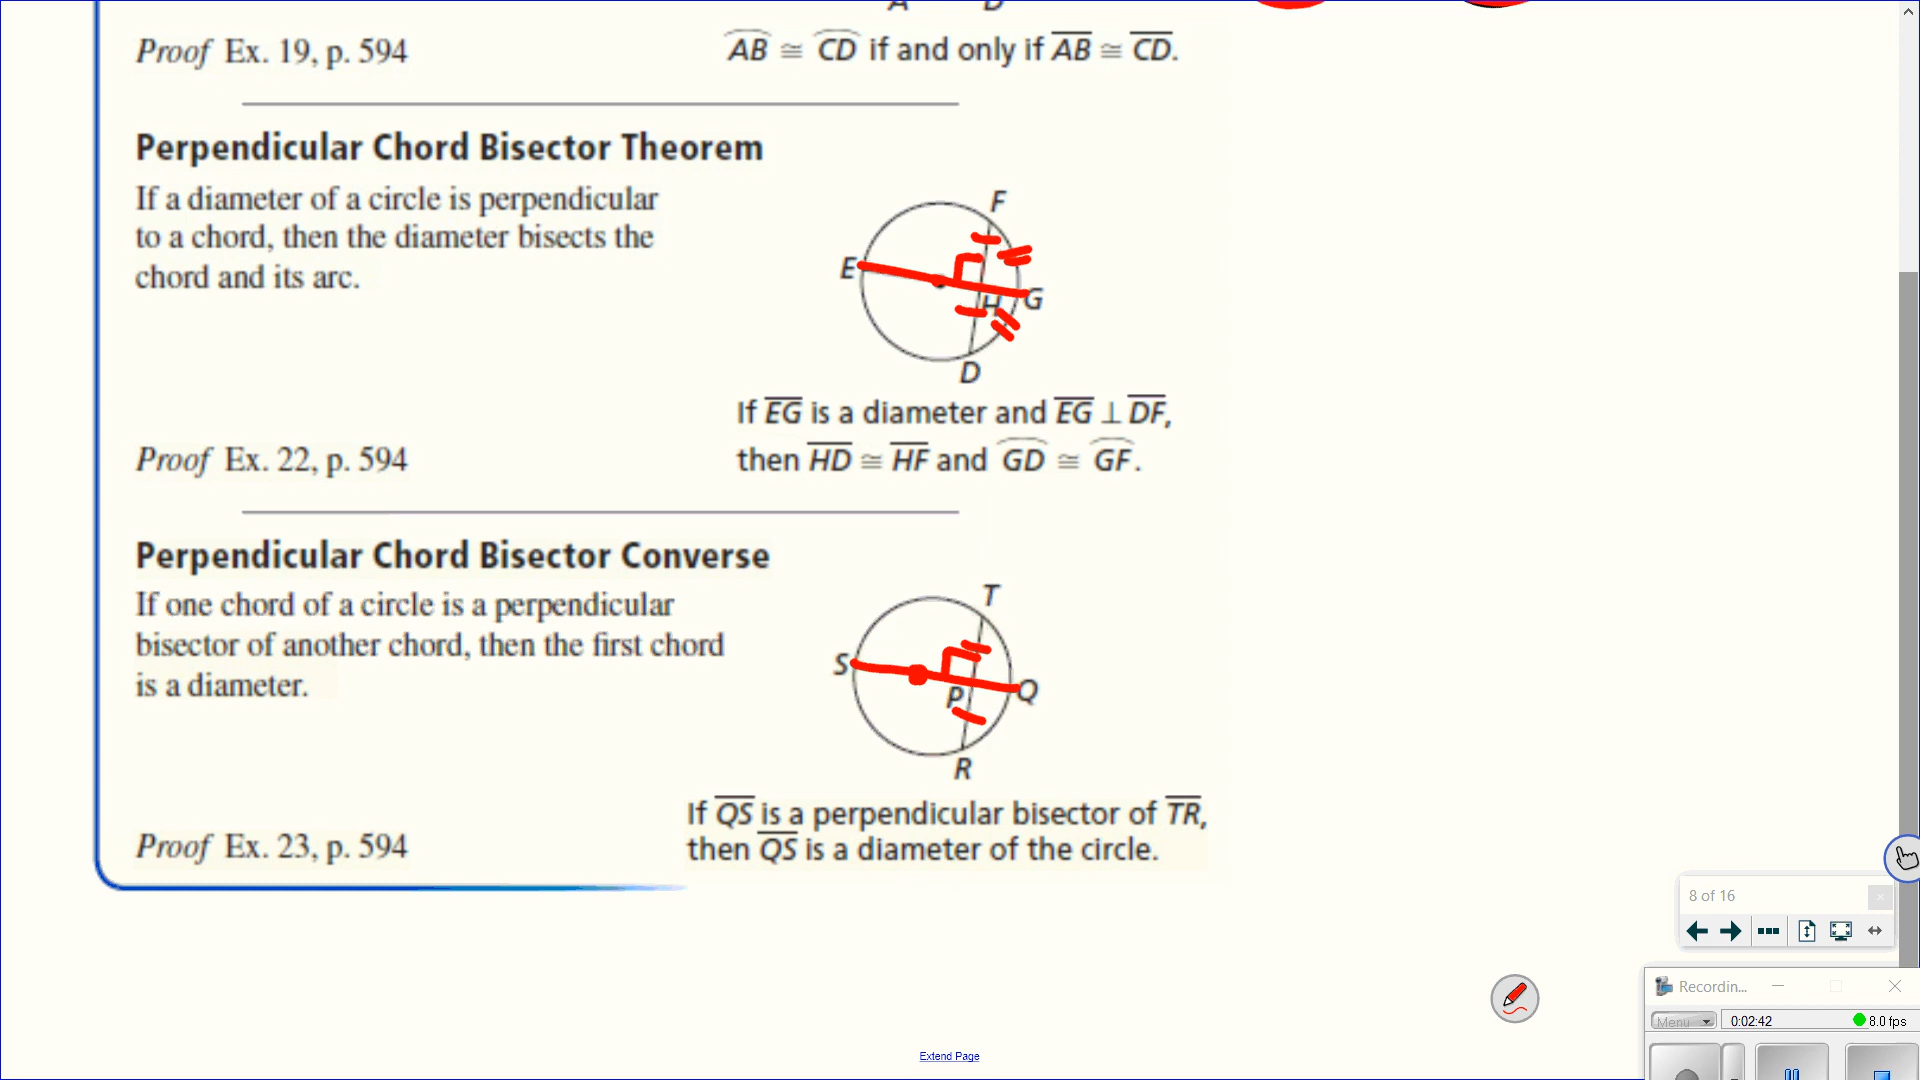 A D
Proof Ex. 19, p. 594
AB ≅ CD if and only if AB ≅ CD.
Perpendicular Chord Bisector Theorem
If a diameter of a circle is perpendicular
to a chord, then the diameter bisects the
chord and its arc.
F
E
H G
D
If EG is a diameter and EG ⊥ DF,
then HD ≅ HF and GD ≅ GF.
Proof Ex. 22, p. 594
Perpendicular Chord Bisector Converse
If one chord of a circle is a perpendicular
bisector of another chord, then the first chord
is a diameter.
T
S
P Q
R
If QS is a perpendicular bisector of TR,
then QS is a diameter of the circle.
Proof Ex. 23, p. 594
8 of 16
Recordin...
Menu 0:02:42 8.0 fps
Extend Page